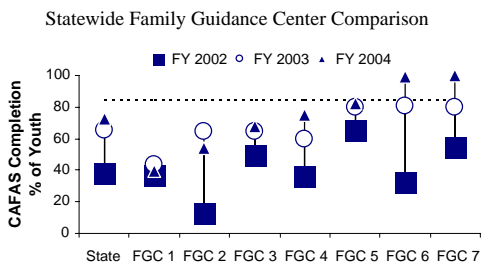 Statewide Family Guidance Center Comparison
FY 2002 FY 2003 FY 2004
CAFAS Completion
% of Youth
100
80
60
40
20
0
State FGC 1 FGC 2 FGC 3 FGC 4 FGC 5 FGC 6 FGC 7